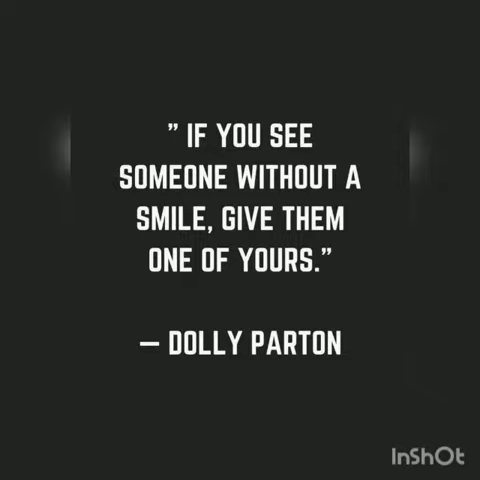 ” IF YOU SEE
SOMEONE WITHOUT A
SMILE, GIVE THEM
ONE OF YOURS.”
— DOLLY PARTON
InShOt